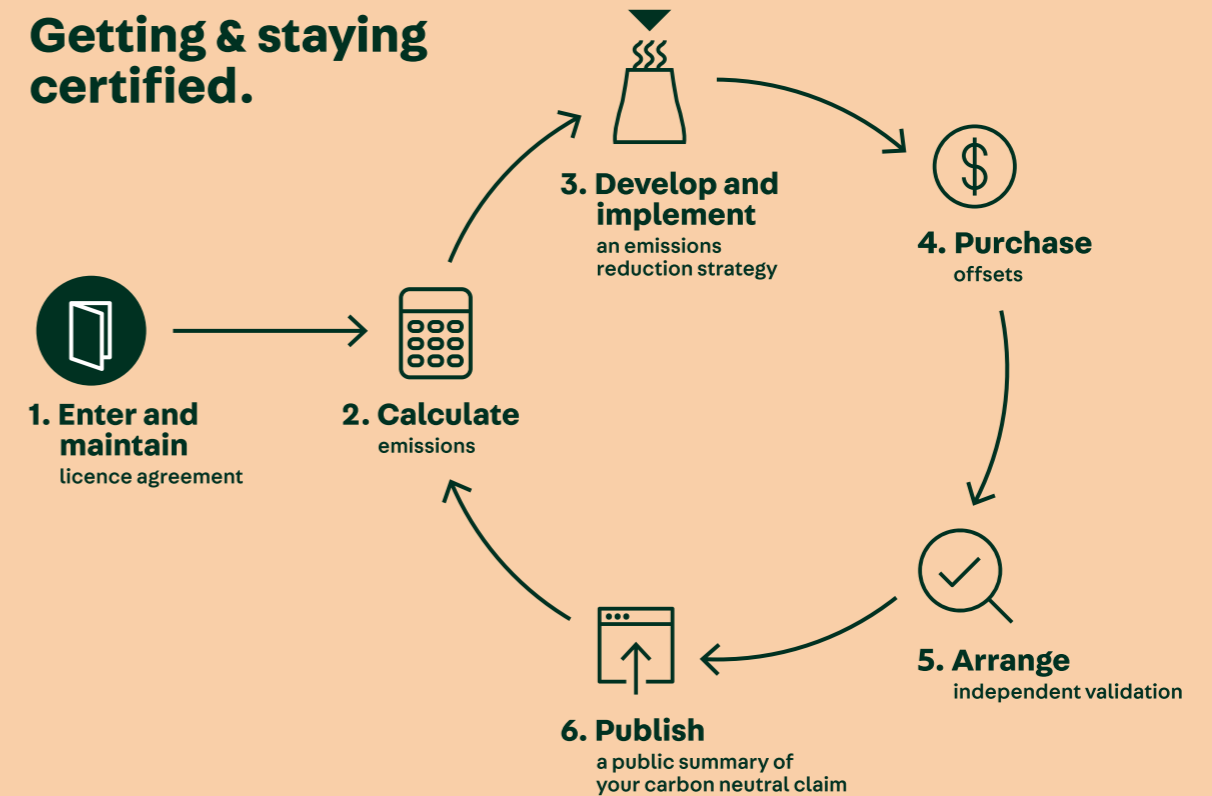 Getting & staying
certified.
1. Enter and
maintain
licence agreement
2. Calculate
emissions
3. Develop and
implement
an emissions
reduction strategy
$
4. Purchase
offsets
5. Arrange
independent validation
6. Publish
a public summary of
your carbon neutral claim